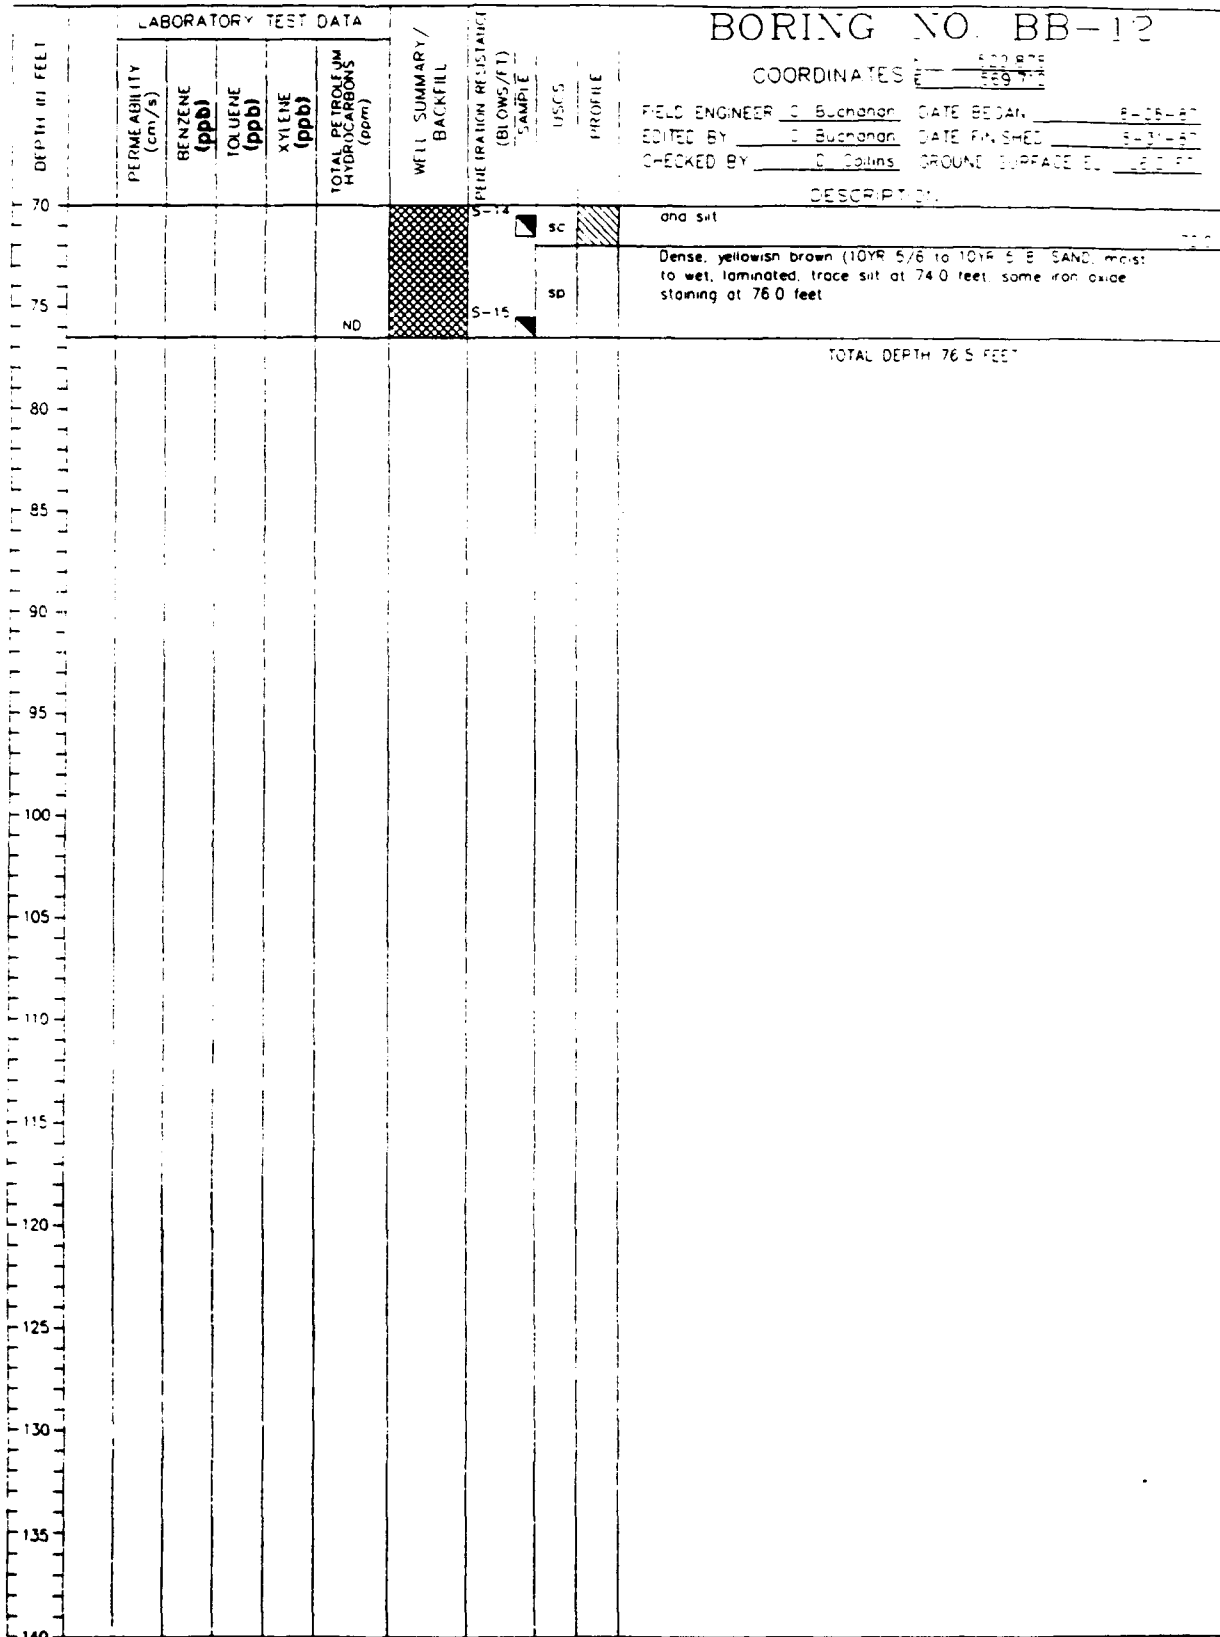 BORING NO. BB-12
COORDINATES
FIELD ENGINEER C Buchanan DATE BEGAN
EDITED BY C Buchanan DATE FINISHED
CHECKED BY D Collins GROUND SURFACE EL
DEPTH IN FEET
LABORATORY TEST DATA
PERMEABILITY (cm/s)
BENZENE (ppb)
TOLUENE (ppb)
XYLENE (ppb)
TOTAL PETROLEUM HYDROCARBONS (ppm)
WELL SUMMARY/ BACKFILL
PENETRATION RESISTANCE (BLOWS/FT)
SAMPLE
USCS
PROFILE
DESCRIPTION
70
S-14
sc
and silt
Dense, yellowish brown (10YR 5/6 to 10YR 5/8) SAND, moist
to wet, laminated, trace silt at 74.0 feet, some iron oxide
staining at 76.0 feet
sp
75
S-15
ND
TOTAL DEPTH 76.5 FEET
80
85
90
95
100
105
110
115
120
125
130
135
140